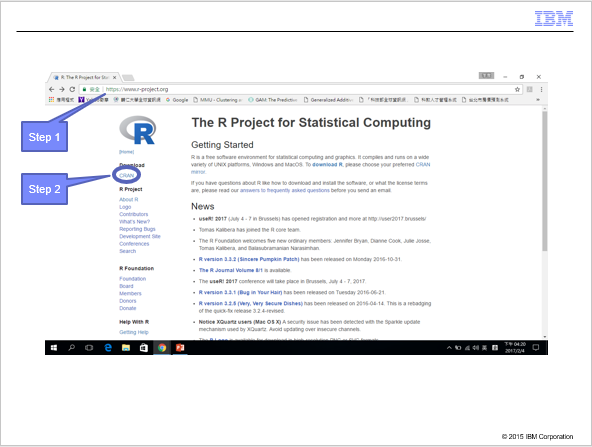 IBM
R: The R Project for Stat
安全
https://www.r-project.org
Google
MMU - Clustering
GAM: The Predictive
Generalized Additiv
Step 1
Step 2
[Home]
Download
CRAN
R Project
About R
Logo
Contributors
What's New?
Reporting Bugs
Development Site
Conferences
Search
R Foundation
Foundation
Board
Members
Donors
Donate
Help With R
Getting Help
The R Project for Statistical Computing
Getting Started
R is a free software environment for statistical computing and graphics. It compiles and runs on a wide
variety of UNIX platforms, Windows and MacOS. To download R, please choose your preferred CRAN
mirror.
If you have questions about R like how to download and install the software, or what the license terms
are, please read our answers to frequently asked questions before you send an email.
News
useR! 2017 (July 4 - 7 in Brussels) has opened registration and more at http://user2017.brussels/
Tomas Kalibera has joined the R core team.
The R Foundation welcomes five new ordinary members: Jennifer Bryan, Dianne Cook, Julie Josse,
Tomas Kalibera, and Balasubramanian Narasimhan.
R version 3.3.2 (Sincere Pumpkin Patch) has been released on Monday 2016-10-31.
The R Journal Volume 8/1 is available.
The useR! 2017 conference will take place in Brussels, July 4 - 7, 2017.
R version 3.3.1 (Bug in Your Hair) has been released on Tuesday 2016-06-21.
R version 3.2.5 (Very, Very Secure Dishes) has been released on 2016-04-14. This is a rebadging
of the quick-fix release 3.2.4-revised.
Notice XQuartz users (Mac OS X) A security issue has been detected with the Sparkle update
mechanism used by XQuartz. Avoid updating over insecure channels.
下午 04:20
2017/2/4
© 2015 IBM Corporation